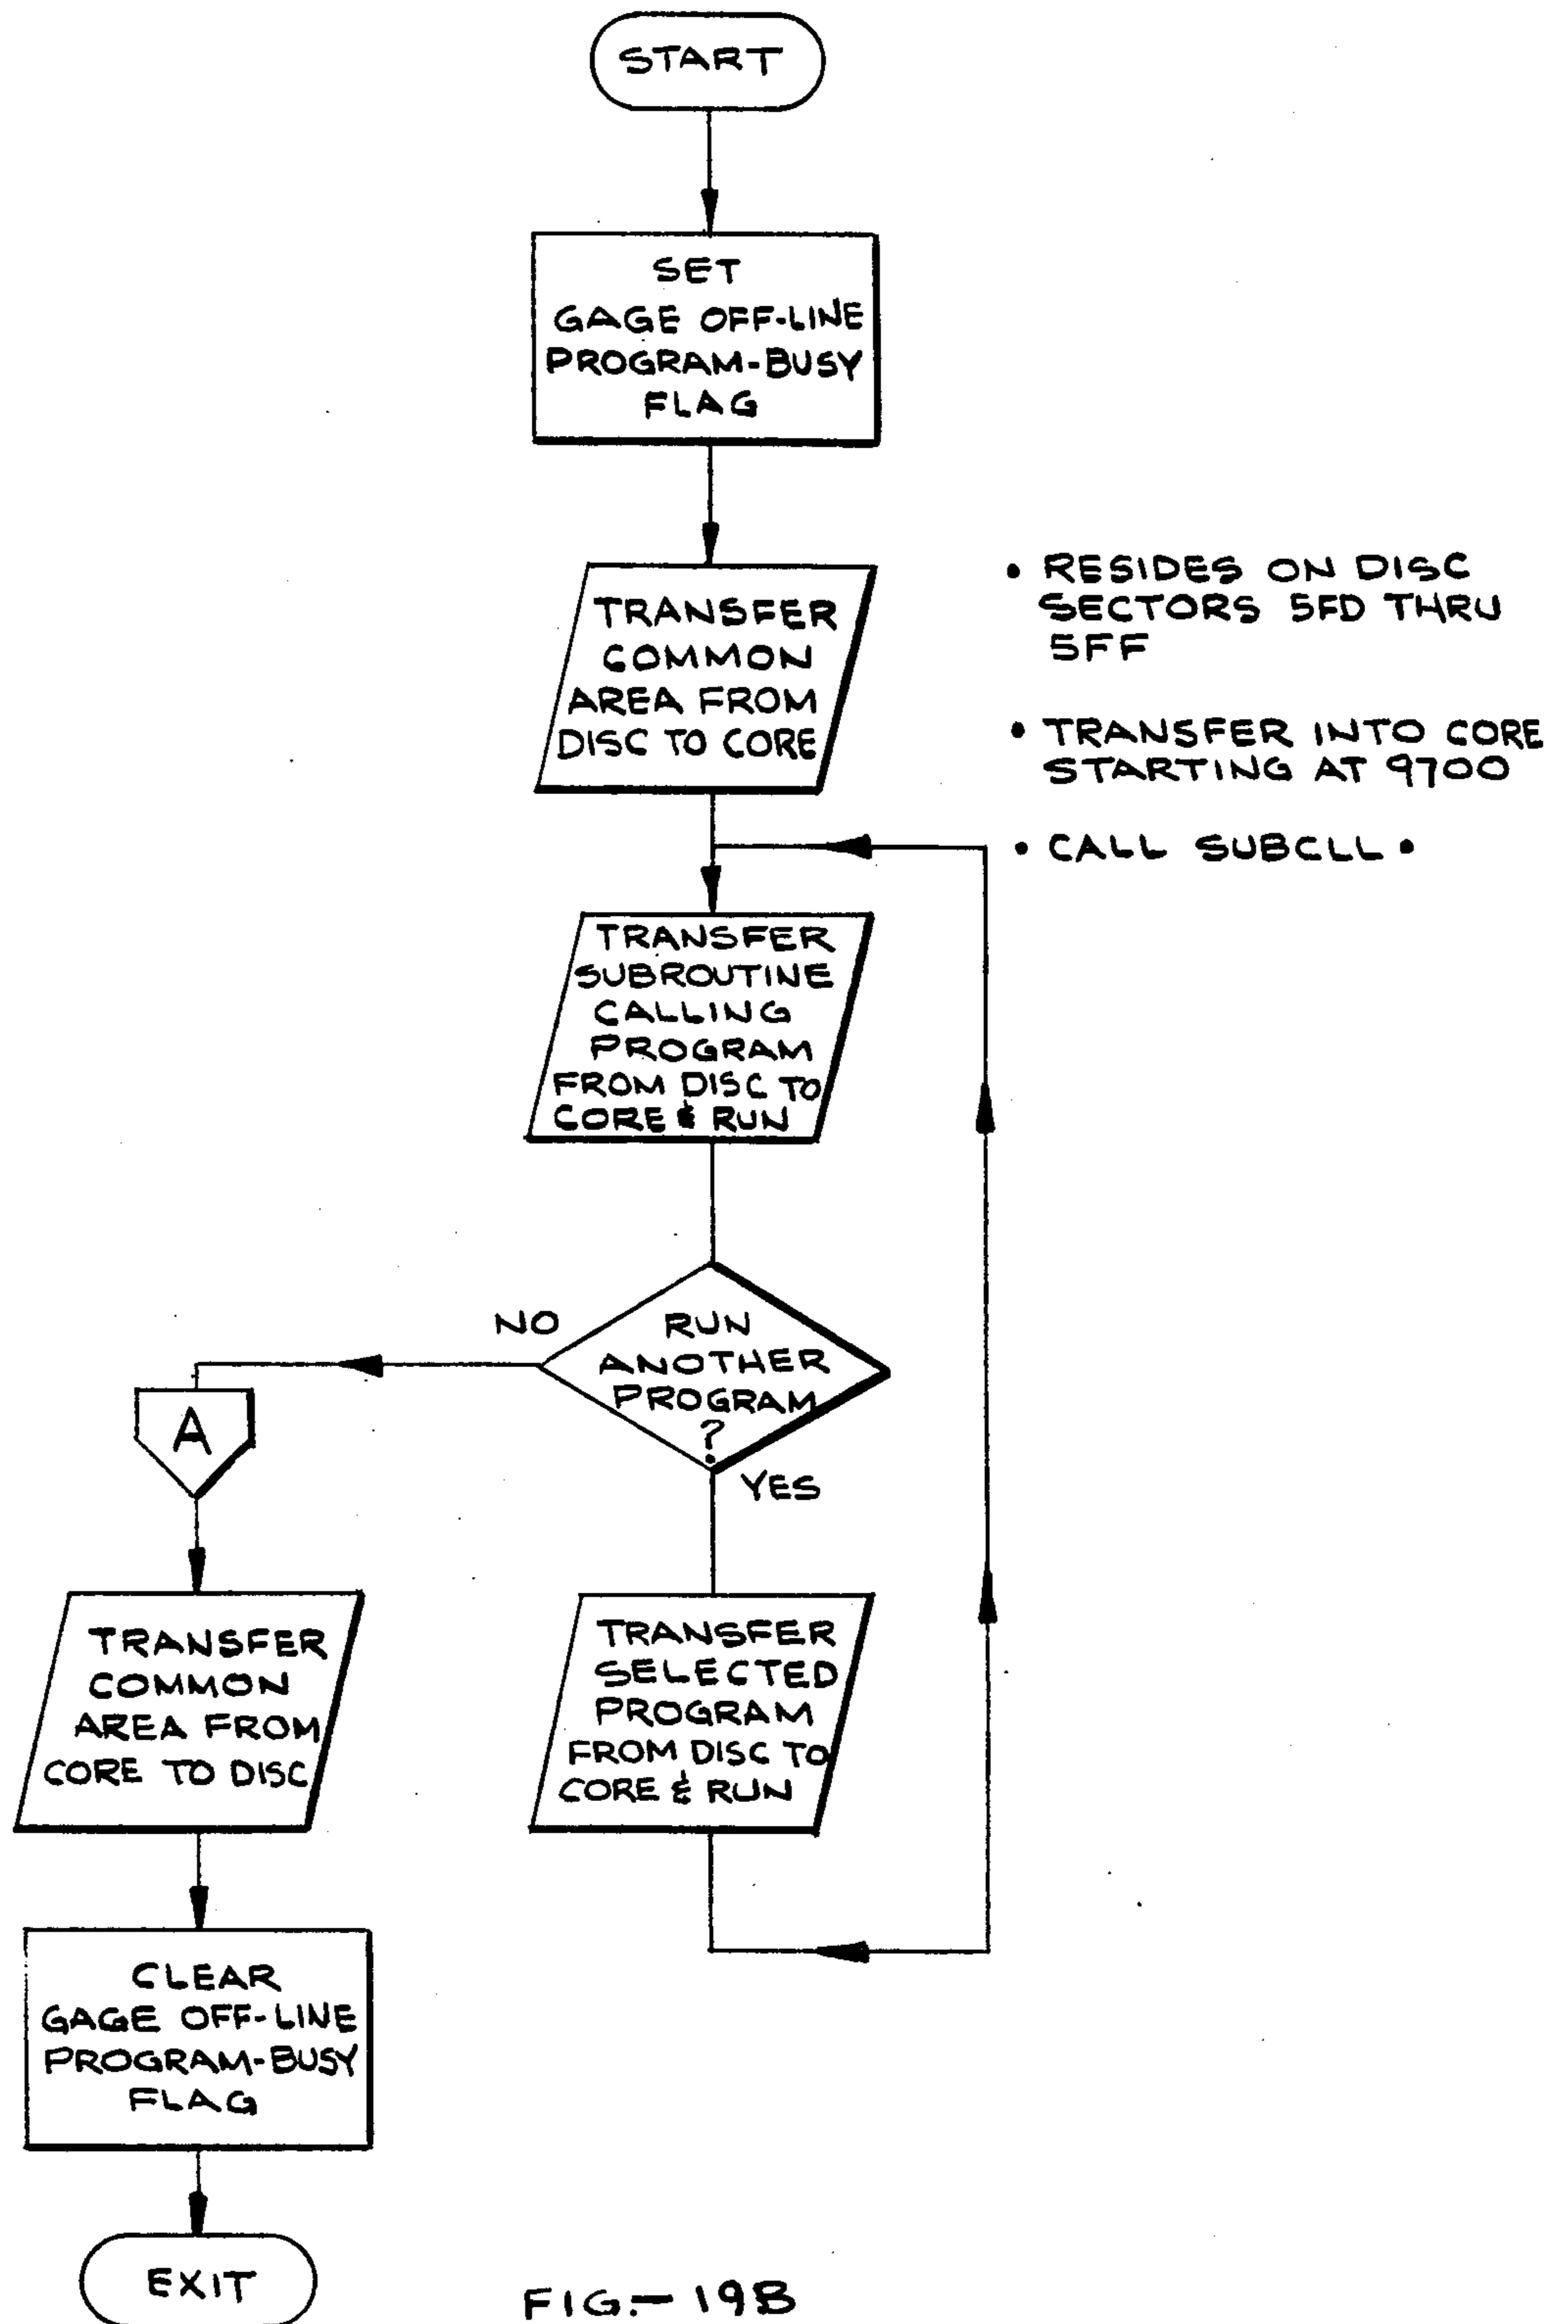 START
SET
GAGE OFF-LINE
PROGRAM-BUSY
FLAG
TRANSFER
COMMON
AREA FROM
DISC TO CORE
• RESIDES ON DISC
SECTORS 5FD THRU
5FF
• TRANSFER INTO CORE
STARTING AT 9700
• CALL SUBCLL •
TRANSFER
SUBROUTINE
CALLING
PROGRAM
FROM DISC TO
CORE & RUN
RUN
ANOTHER
PROGRAM
?
NO
YES
A
TRANSFER
COMMON
AREA FROM
CORE TO DISC
TRANSFER
SELECTED
PROGRAM
FROM DISC TO
CORE & RUN
CLEAR
GAGE OFF-LINE
PROGRAM-BUSY
FLAG
EXIT
FIG.- 19B